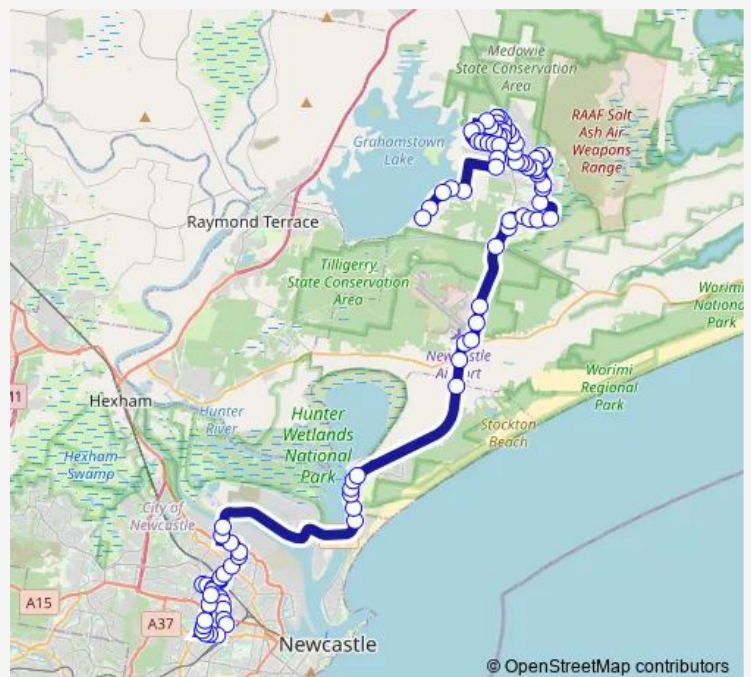 Medowie
State Conservation
Area
RAAF Salt
Ash Air
Weapons
Range
Grahamstown
Lake
Raymond Terrace
Tilligerry
State Conservation
Area
Worimi
National
Park
Newcastle
Airport
Worimi
Regional
Park
11
Hexham
Hunter
River
Hunter
Wetlands
National
Park
Stockton
Beach
Hexham
Swamp
City of
Newcastle
A15
A37
Newcastle
© OpenStreetMap contributors